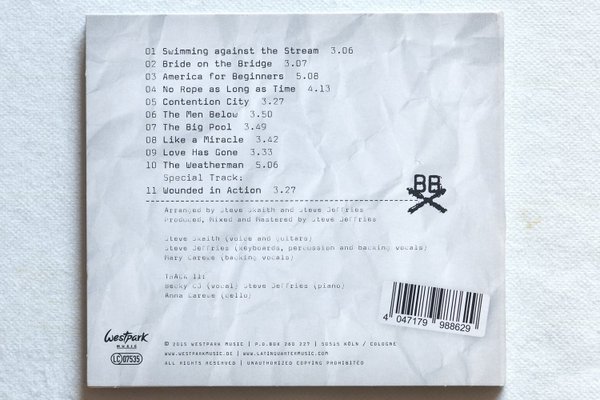 01 Swimming against the Stream 3.06
02 Bride on the Bridge 3.07
03 America for Beginners 5.08
04 No Rope as Long as Time 4.13
05 Contention City 3.27
06 The Men Below 3.50
07 The Big Pool 3.49
08 Like a Miracle 3.42
09 Love Has Gone 3.33
10 The Weatherman 5.06
Special Track:
11 Wounded in Action 3.27
BB
Arranged by Steve Skaith and Steve Jeffries
Produced, Mixed and Mastered by Steve Jeffries
Steve Skaith (voice and guitars)
Steve Jeffries (keyboards, percussion and backing vocals)
Mary Carewe (backing vocals)
TRACK 11:
Becky CJ (vocal) Steve Jeffries (piano)
Anna Carewe (cello)
4 047179 988629
Westpark
MUSIC
LC 07535
© 2015 WESTPARK MUSIC | P.O.BOX 260 227 | 50515 KÖLN / COLOGNE
WWW.WESTPARKMUSIC.DE | WWW.LATINQUARTERMUSIC.COM
ALL RIGHTS RESERVED | UNAUTHORIZED COPYING PROHIBITED